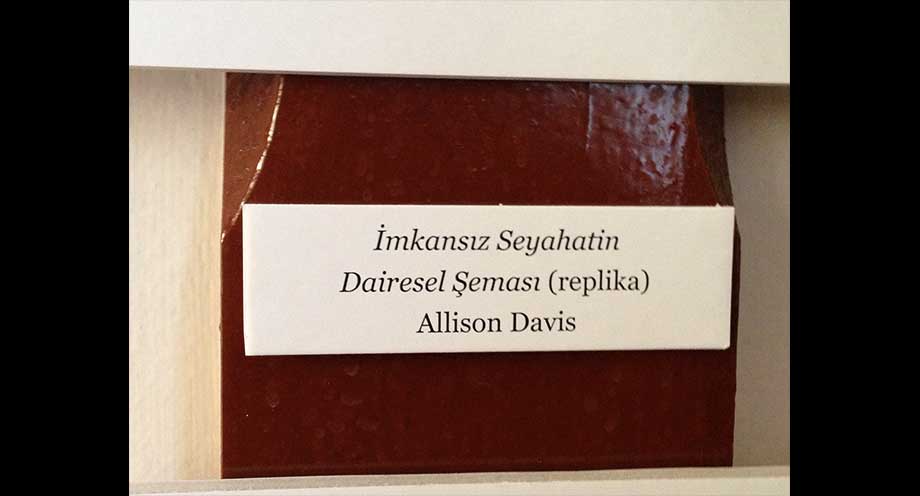 İmkansız Seyahatin
Dairesel Şeması (replika)
Allison Davis